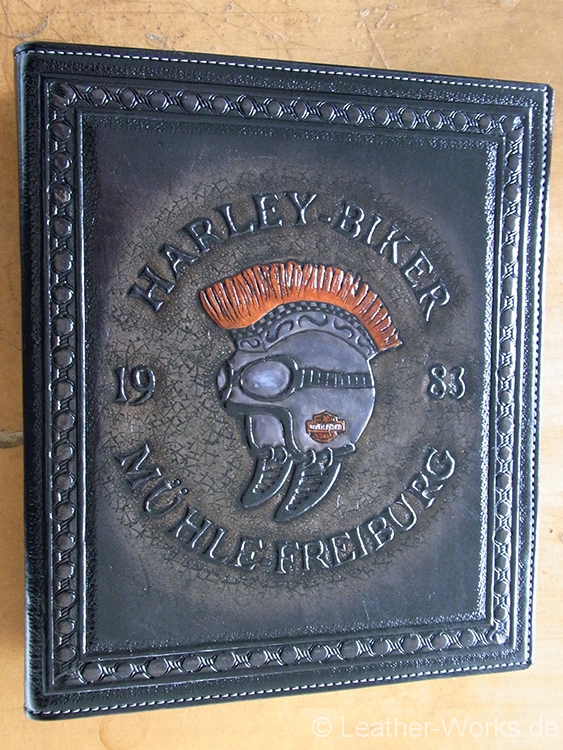 HARLEY-BIKER
19 83
MÜHLE FREIBURG
© Leather-Works.de